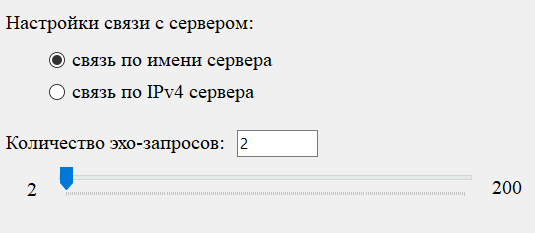 Настройки связи с сервером:
связь по имени сервера
связь по IPv4 сервера
Количество эхо-запросов: 2
2 200